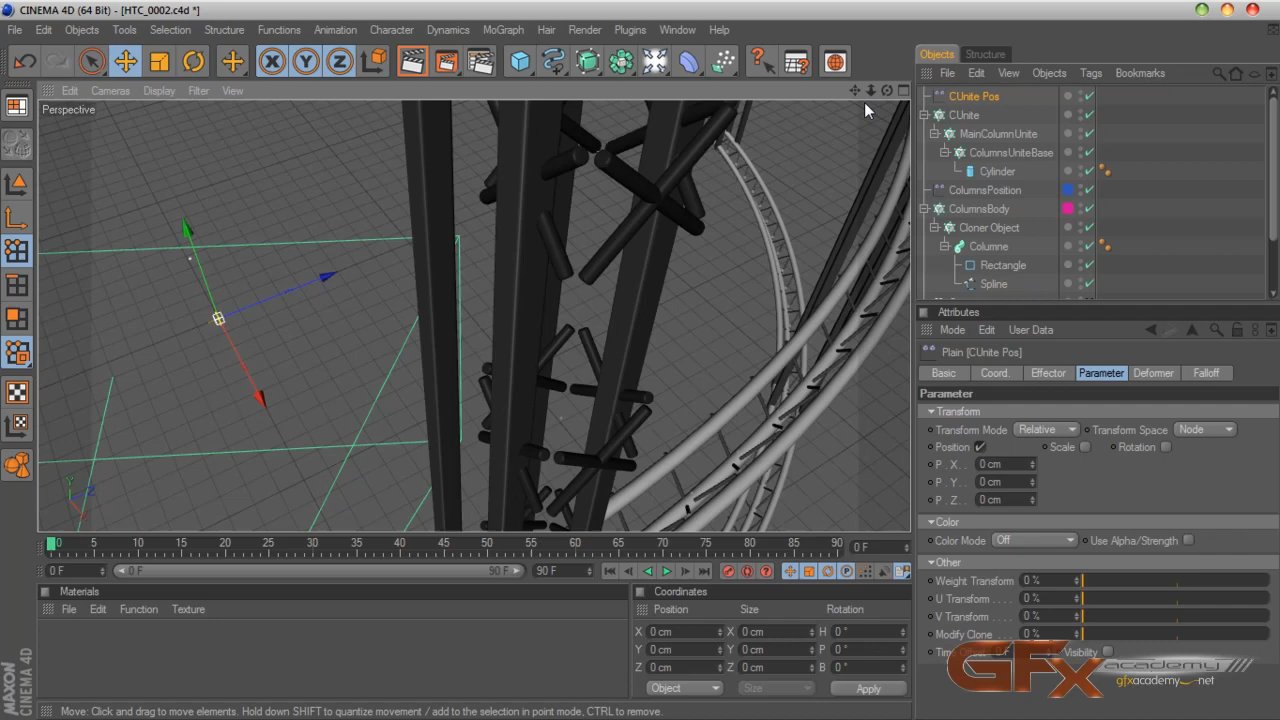 CINEMA 4D (64 Bit) - [HTC_0002.c4d *]
File Edit Objects Tools Selection Structure Functions Animation Character Dynamics MoGraph Hair Render Plugins Window Help
X Y Z
Edit Cameras Display Filter View
Perspective
Objects Structure
File Edit View Objects Tags Bookmarks
CUnite Pos
CUnite
MainColumnUnite
ColumnsUniteBase
Cylinder
ColumnsPosition
ColumnsBody
Cloner Object
Columne
Rectangle
Spline
Attributes
Mode Edit User Data
Plain [CUnite Pos]
Basic Coord. Effector Parameter Deformer Falloff
Parameter
Transform
Transform Mode Relative Transform Space Node
Position Scale Rotation
P . X . . 0 cm
P . Y . . 0 cm
P . Z . . 0 cm
Color
Color Mode Off Use Alpha/Strength
Other
Weight Transform 0 %
U Transform . . . . 0 %
V Transform . . . . 0 %
Modify Clone . . . 0 %
Visibility
GFX academy
gfxacademy.net
Y Z
0 5 10 15 20 25 30 35 40 45 50 55 60 65 70 75 80 85 90 0 F
0 F 0 F 90 F 90 F
Materials
File Edit Function Texture
Coordinates
Position Size Rotation
X 0 cm X 0 cm H 0 °
Y 0 cm Y 0 cm P 0 °
Z 0 cm Z 0 cm B 0 °
Object Size Apply
MAXON CINEMA 4D
Move: Click and drag to move elements. Hold down SHIFT to quantize movement / add to the selection in point mode, CTRL to remove.